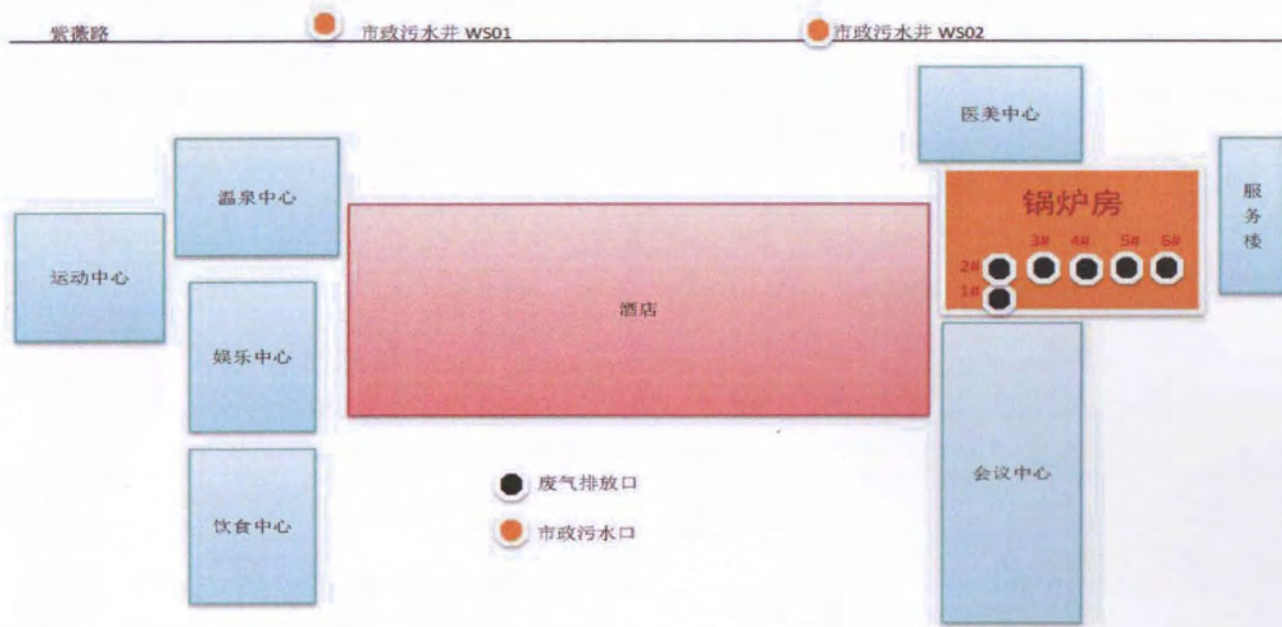 紫薇路
市政污水井 WS01
市政污水井 WS02
医美中心
温泉中心
锅炉房
服务楼
运动中心
3#
4#
5#
6#
2#
1#
酒店
娱乐中心
会议中心
饮食中心
废气排放口
市政污水口